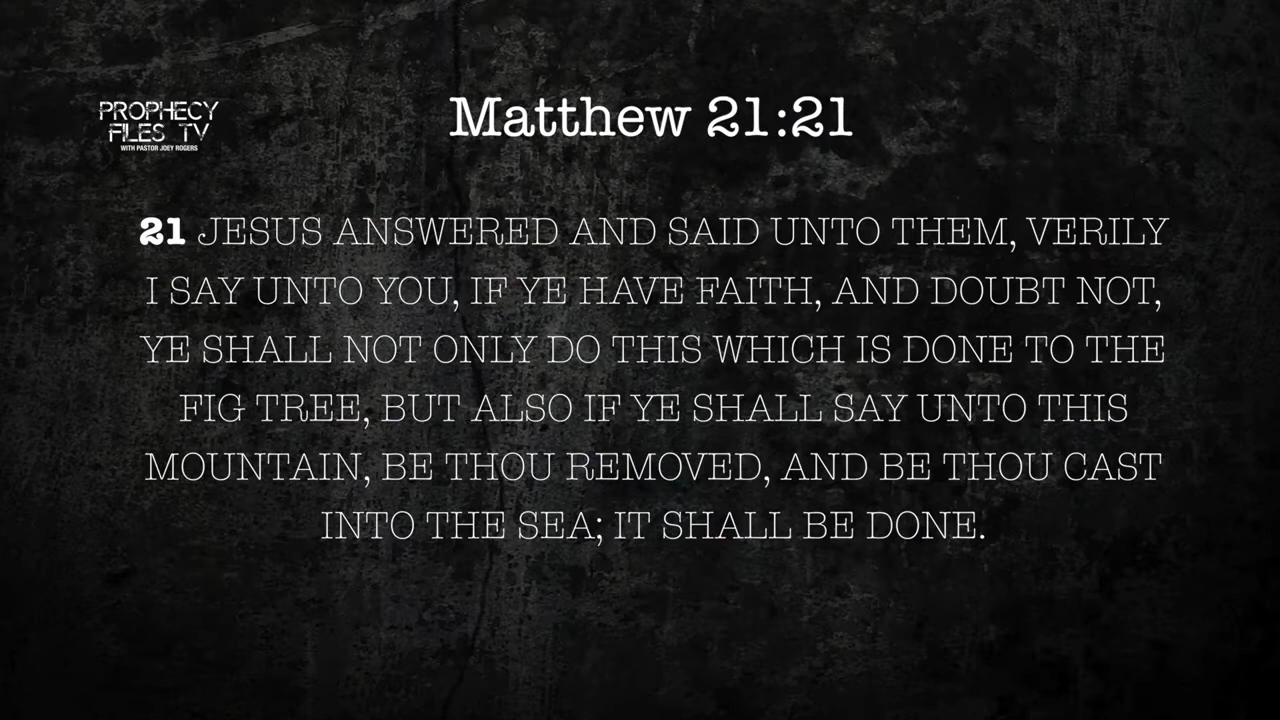 PROPHECY
FILES TV
WITH PASTOR JOEY ROGERS
Matthew 21:21
21 JESUS ANSWERED AND SAID UNTO THEM, VERILY
I SAY UNTO YOU, IF YE HAVE FAITH, AND DOUBT NOT,
YE SHALL NOT ONLY DO THIS WHICH IS DONE TO THE
FIG TREE, BUT ALSO IF YE SHALL SAY UNTO THIS
MOUNTAIN, BE THOU REMOVED, AND BE THOU CAST
INTO THE SEA; IT SHALL BE DONE.